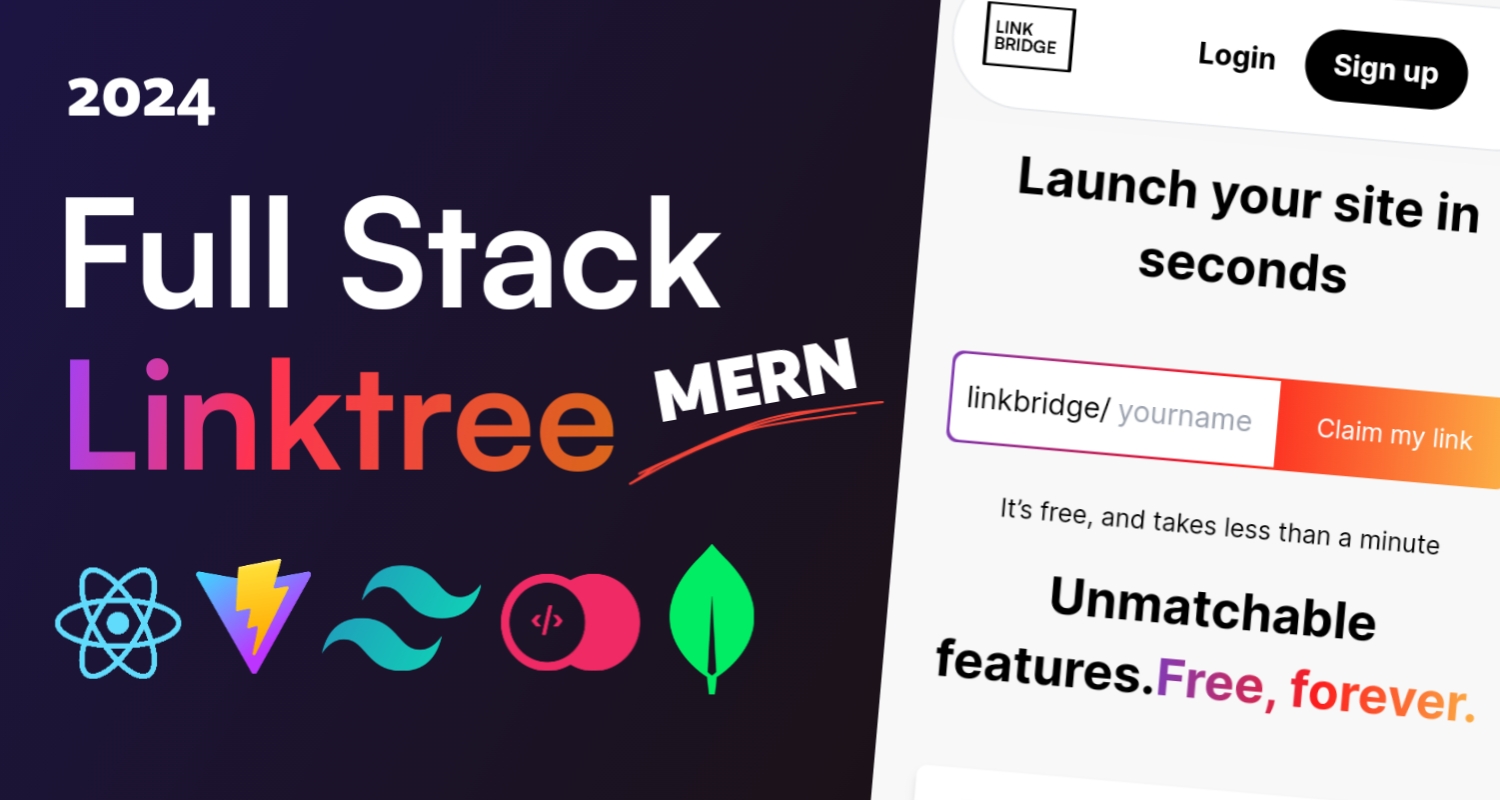 2024
Full Stack
Linktree
MERN
</>
LINK
BRIDGE
Login
Sign up
Launch your site in
seconds
linkbridge/ yourname
Claim my link
It’s free, and takes less than a minute
Unmatchable
features.Free, forever.